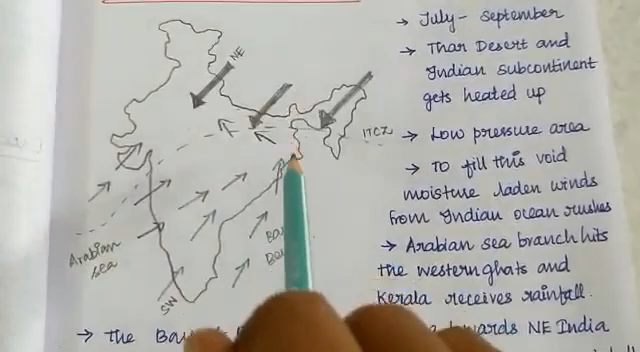 NE
ITCZ
Arabian
sea
SW
→ July - September
→ Thar Desert and
Indian subcontinent
gets heated up
→ Low pressure area
→ To fill this void
moisture laden winds
from Indian ocean rushes
→ Arabian sea branch hits
the western ghats and
Kerala receives rainfall.
towards NE India
→ The